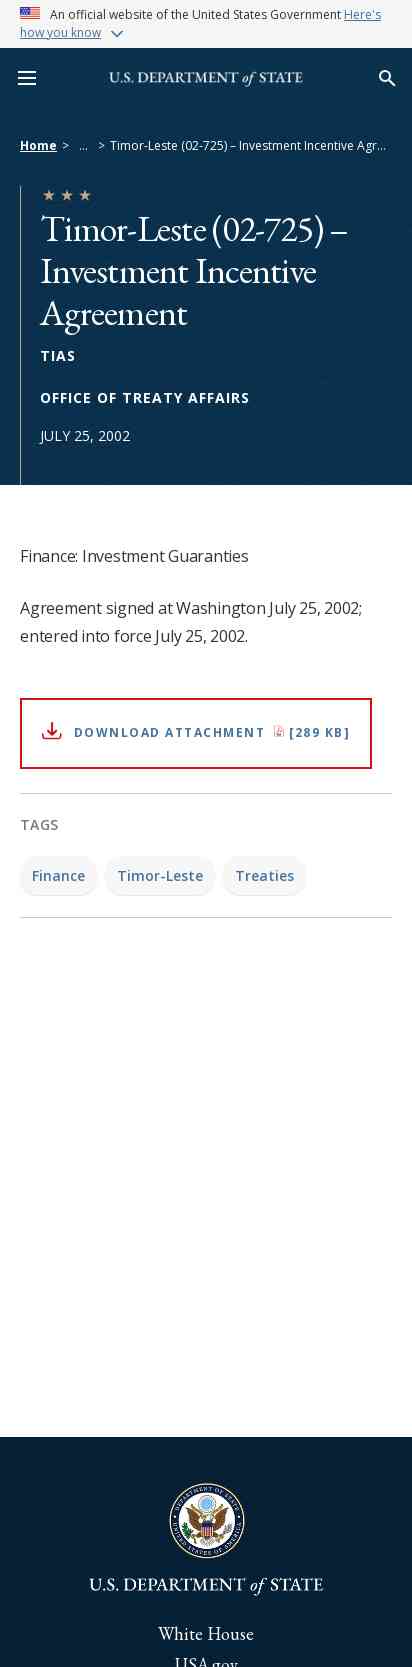 An official website of the United States Government Here's
how you know
U.S. DEPARTMENT of STATE
Home > ... > Timor-Leste (02-725) – Investment Incentive Agr...
Timor-Leste (02-725) –
Investment Incentive
Agreement
TIAS
OFFICE OF TREATY AFFAIRS
JULY 25, 2002
Finance: Investment Guaranties
Agreement signed at Washington July 25, 2002;
entered into force July 25, 2002.
DOWNLOAD ATTACHMENT [289 KB]
TAGS
Finance Timor-Leste Treaties
DEPARTMENT OF STATE
UNITED STATES OF AMERICA
U.S. DEPARTMENT of STATE
White House
USA.gov